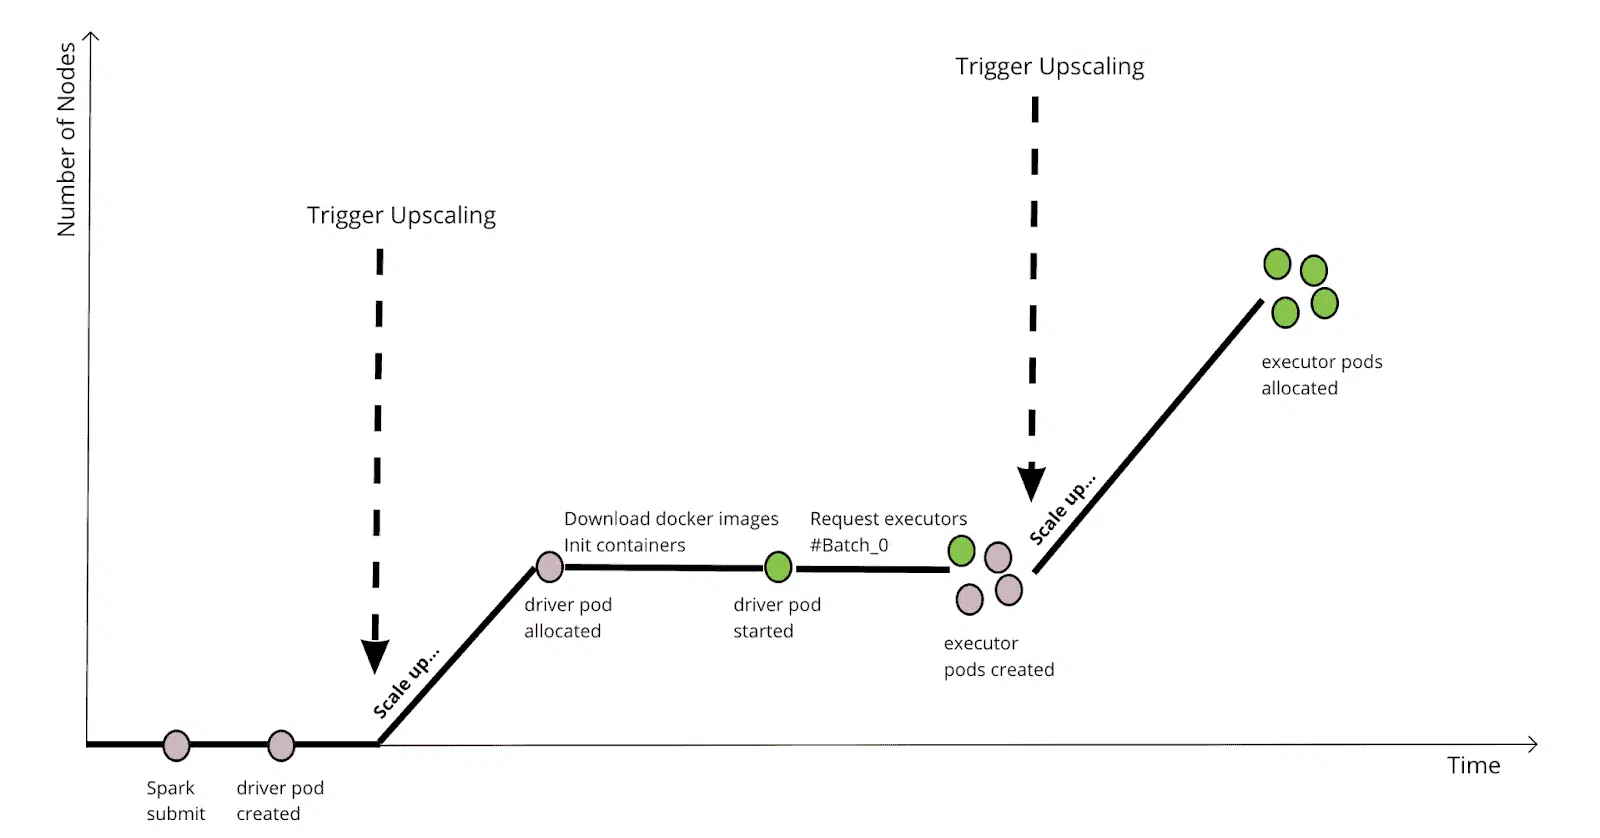 Number of Nodes
Trigger Upscaling
Trigger Upscaling
Scale up...
Download docker images
Init containers
Request executors
#Batch_0
driver pod
allocated
driver pod
started
executor
pods created
Scale up...
executor pods
allocated
Spark
submit
driver pod
created
Time